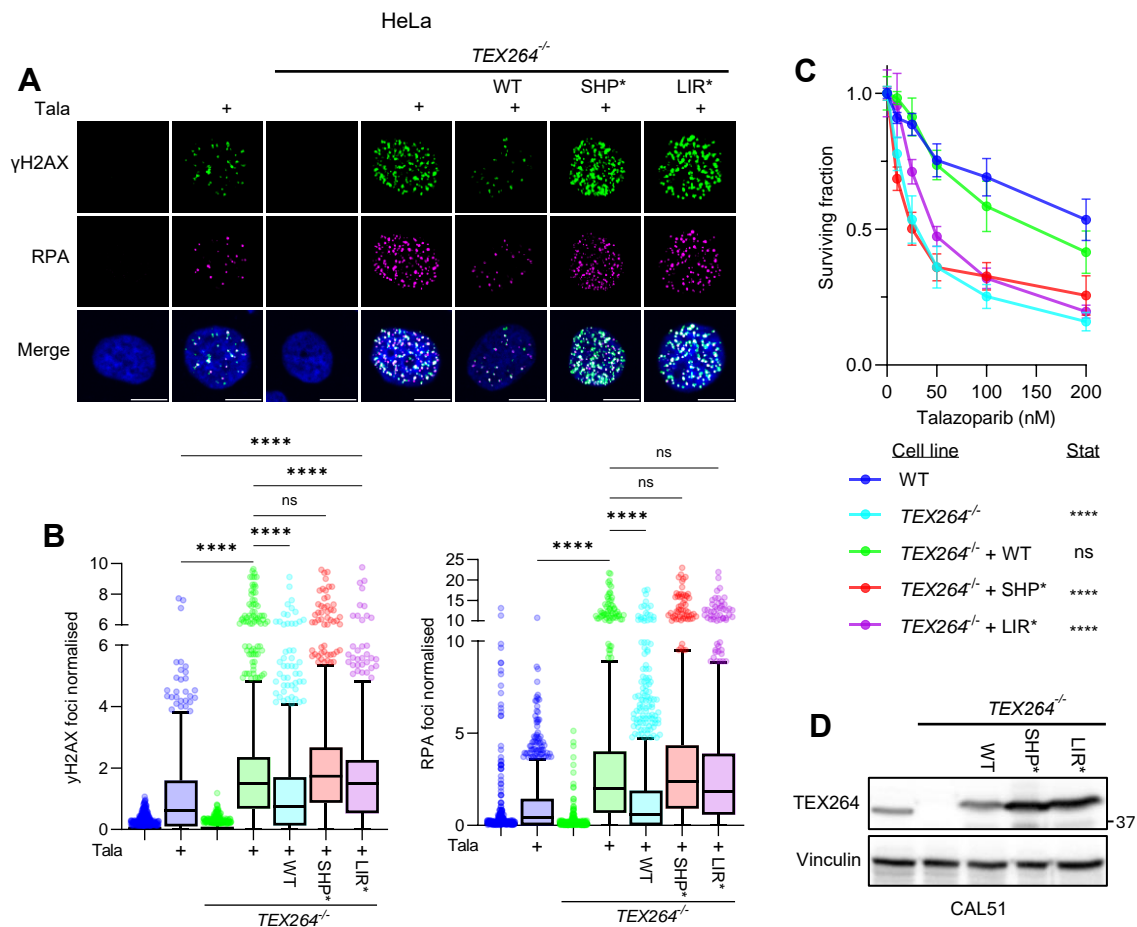 HeLa
TEX264-/-
A
WT SHP* LIR*
Tala + + + + +
γH2AX
RPA
Merge
C
1.0
0.5
0.0
Surviving fraction
0 50 100 150 200
Talazoparib (nM)
Cell line Stat
WT
TEX264-/- ****
TEX264-/- + WT ns
TEX264-/- + SHP* ****
TEX264-/- + LIR* ****
B
****
****
ns
****
****
10
8
6
6
4
2
0
yH2AX foci normalised
Tala + + + + +
WT
SHP*
LIR*
TEX264-/-
ns
ns
****
****
25
20
15
10
10
5
0
RPA foci normalised
Tala + + + + +
WT
SHP*
LIR*
TEX264-/-
D
TEX264-/-
WT
SHP*
LIR*
TEX264
37
Vinculin
CAL51